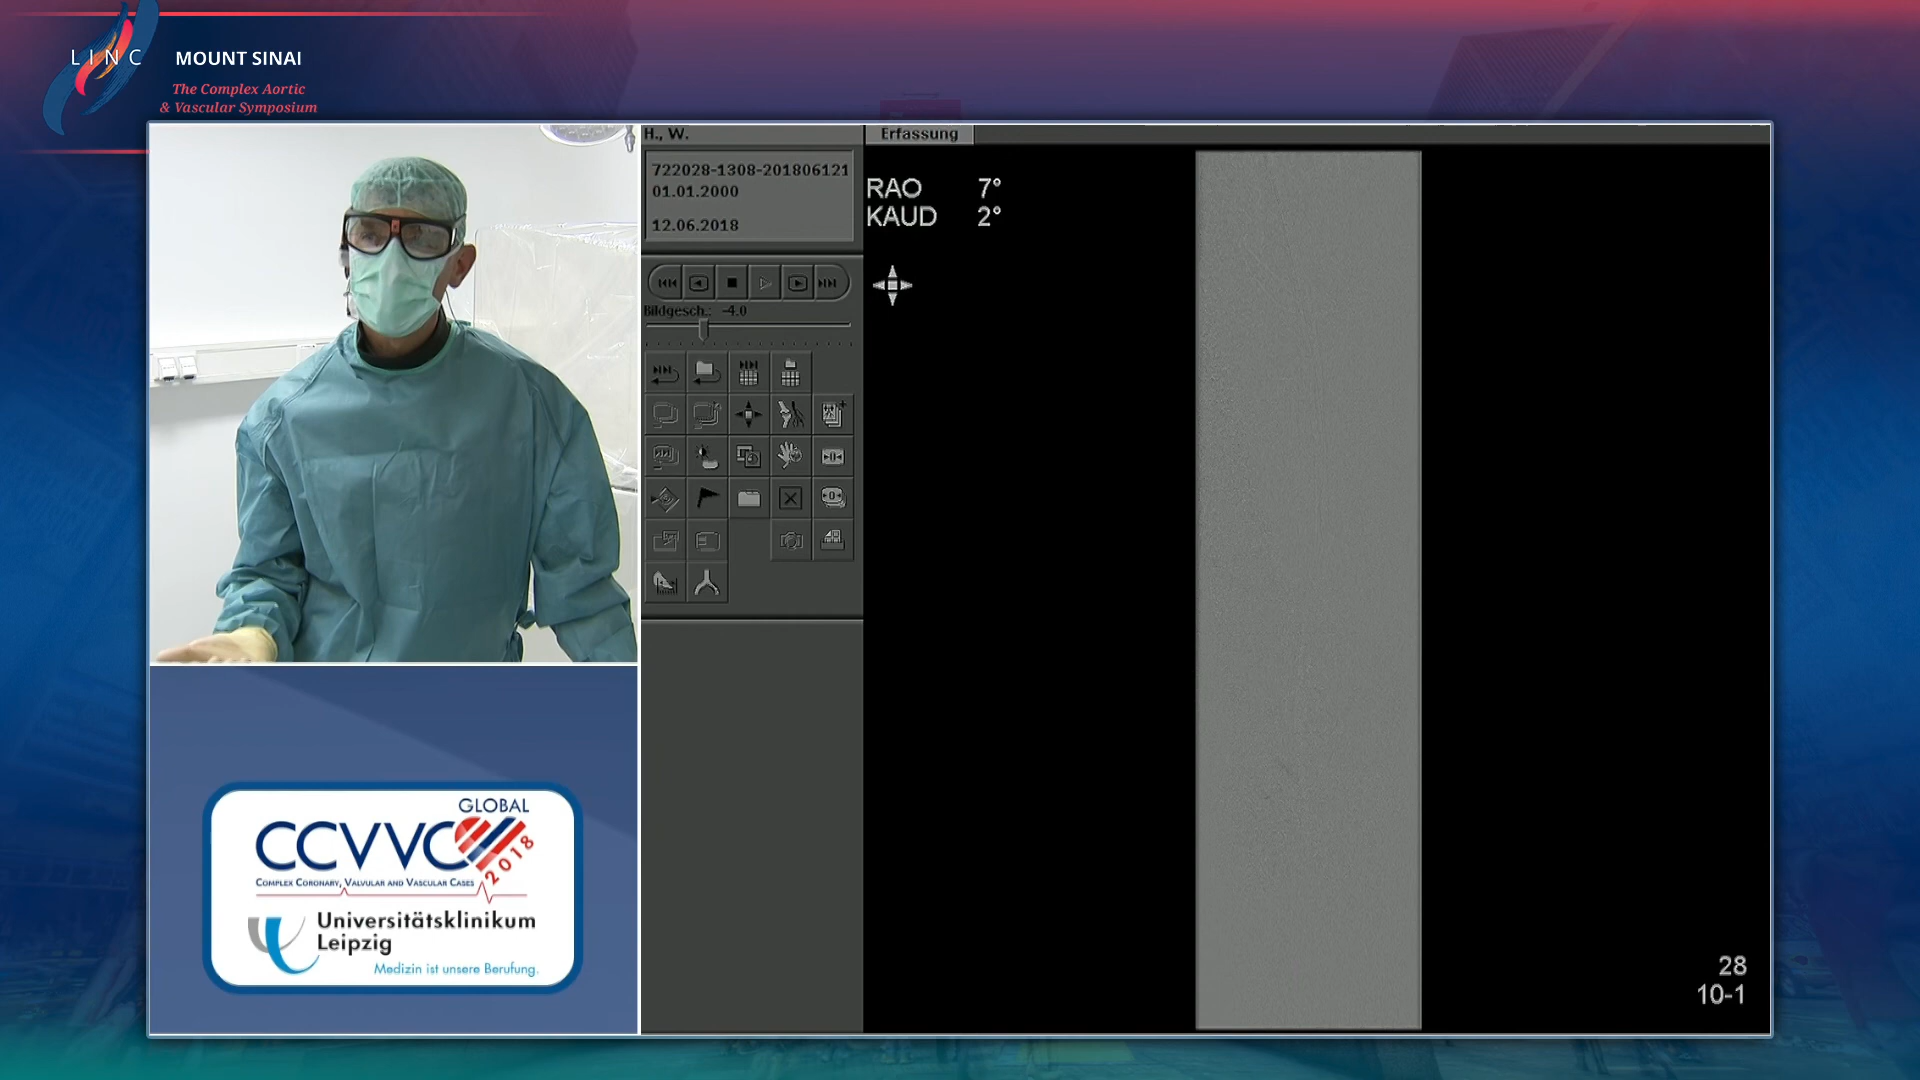 LINC
MOUNT SINAI
The Complex Aortic
& Vascular Symposium
H., W.
722028-1308-201806121
01.01.2000
12.06.2018
Bildgesch.: -4.0
Erfassung
RAO 7°
KAUD 2°
28
10-1
GLOBAL
CCVVC
2018
COMPLEX CORONARY, VALVULAR AND VASCULAR CASES
Universitätsklinikum
Leipzig
Medizin ist unsere Berufung.